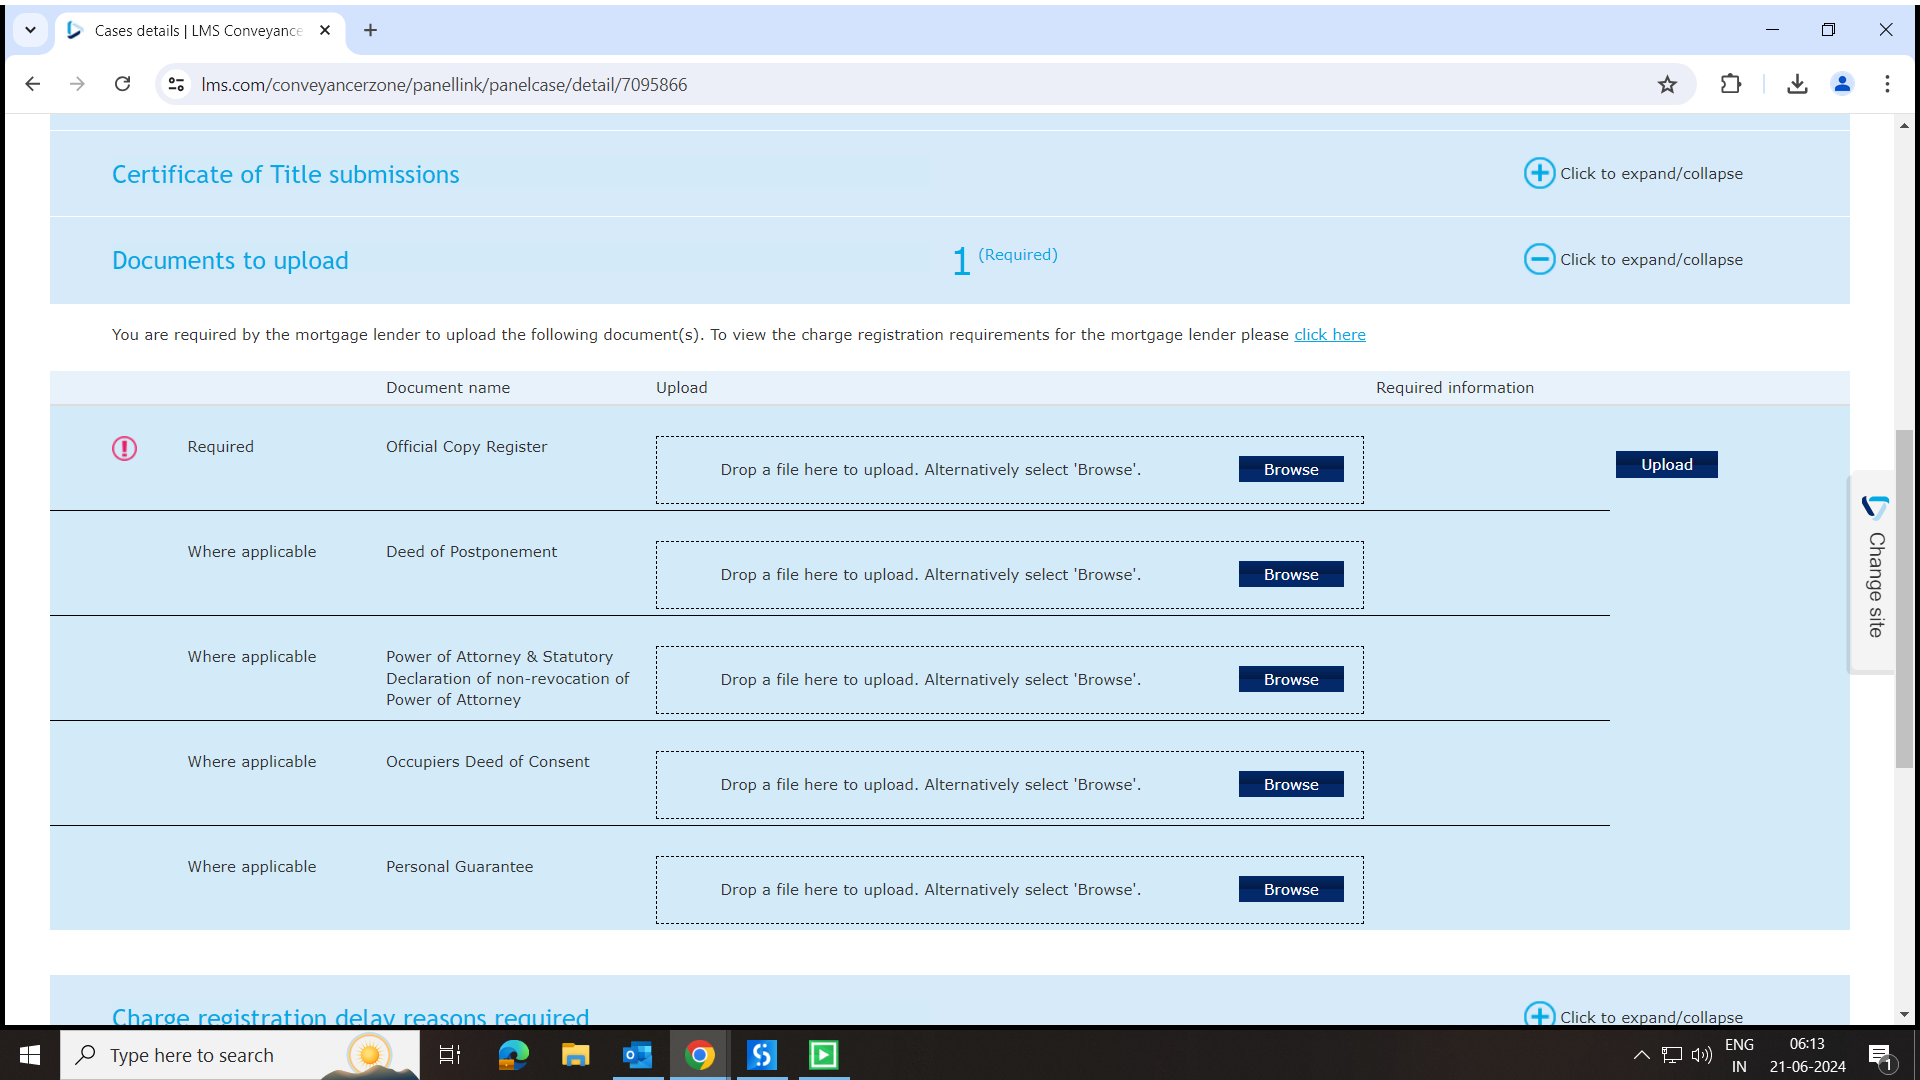 Cases details | LMS Conveyance
lms.com/conveyancerzone/panellink/panelcase/detail/7095866
Certificate of Title submissions
Click to expand/collapse
Documents to upload
1 (Required)
Click to expand/collapse
You are required by the mortgage lender to upload the following document(s). To view the charge registration requirements for the mortgage lender please click here
Document name
Upload
Required information
Required
Official Copy Register
Drop a file here to upload. Alternatively select 'Browse'.
Browse
Upload
Where applicable
Deed of Postponement
Drop a file here to upload. Alternatively select 'Browse'.
Browse
Where applicable
Power of Attorney & Statutory
Declaration of non-revocation of
Power of Attorney
Drop a file here to upload. Alternatively select 'Browse'.
Browse
Where applicable
Occupiers Deed of Consent
Drop a file here to upload. Alternatively select 'Browse'.
Browse
Where applicable
Personal Guarantee
Drop a file here to upload. Alternatively select 'Browse'.
Browse
Change site
Charge registration delay reasons required
Click to expand/collapse
Type here to search
ENG
IN
06:13
21-06-2024
1